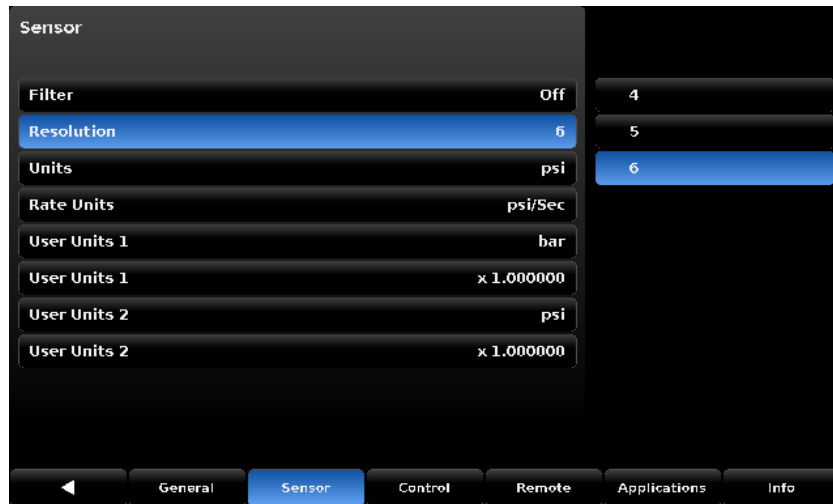 Sensor
Filter Off
Resolution 6
Units psi
Rate Units psi/Sec
User Units 1 bar
User Units 1 x 1.000000
User Units 2 psi
User Units 2 x 1.000000
4
5
6
General Sensor Control Remote Applications Info